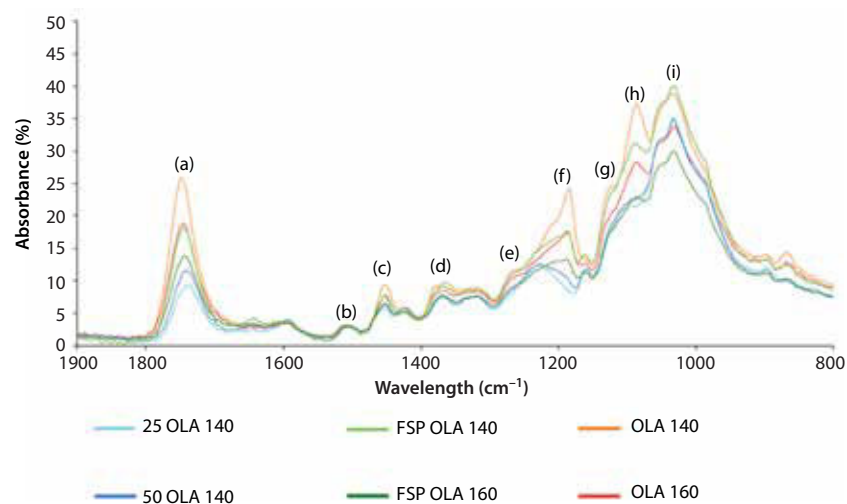 50
45
40
35
30
25
20
15
10
5
0
Absorbance (%)
(a)
(b)
(c)
(d)
(e)
(f)
(g)
(h)
(i)
1900 1800 1600 1400 1200 1000 800
Wavelength (cm⁻¹)
25 OLA 140 FSP OLA 140 OLA 140
50 OLA 140 FSP OLA 160 OLA 160